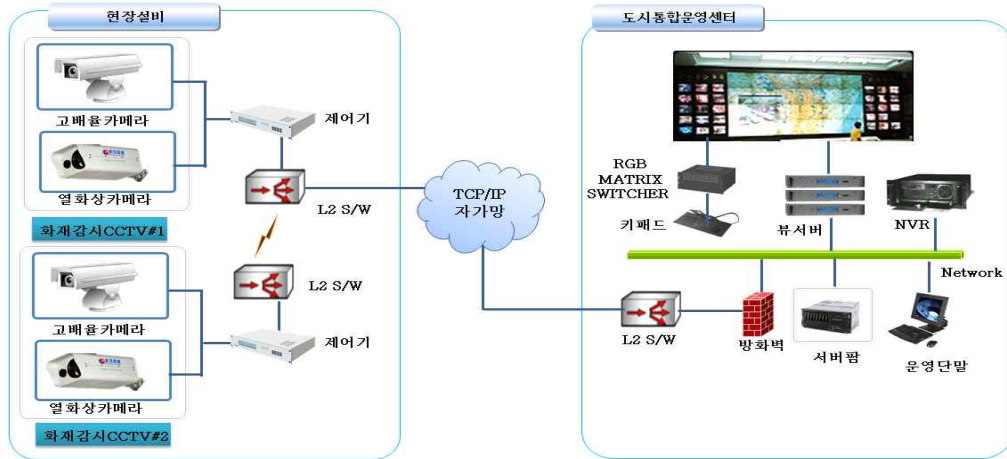 현장설비
고배율카메라
열화상카메라
화재감시CCTV#1
제어기
L2 S/W
고배율카메라
열화상카메라
화재감시CCTV#2
L2 S/W
제어기
TCP/IP
자가망
도시통합운영센터
RGB
MATRIX
SWITCHER
키패드
뷰서버
NVR
Network
L2 S/W
방화벽
서버팜
운영단말